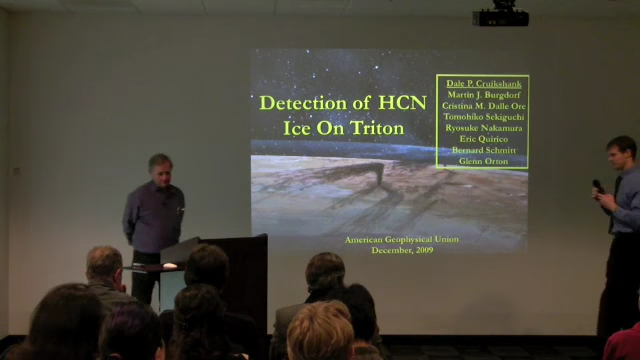 Detection of HCN
Ice On Triton
Dale P. Cruikshank
Martin J. Burgdorf
Cristina M. Dalle Ore
Tomohiko Sekiguchi
Ryosuke Nakamura
Eric Quirico
Bernard Schmitt
Glenn Orton
American Geophysical Union
December, 2009